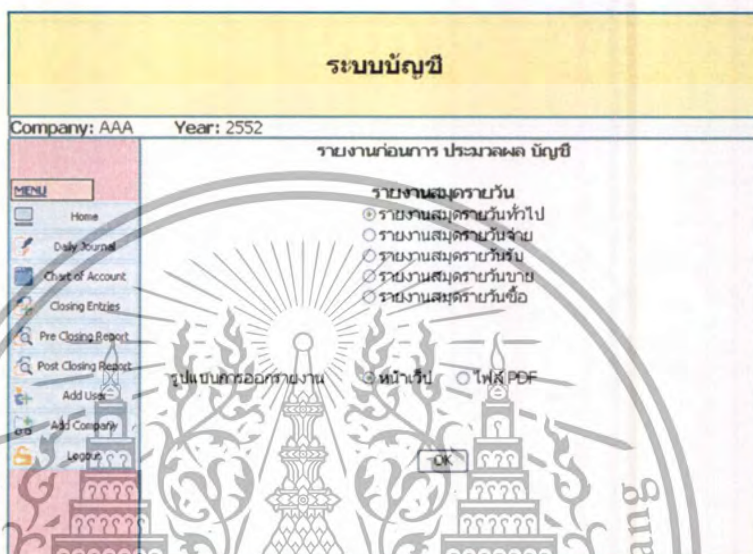 ระบบบัญชี
Company: AAA Year: 2552
รายงานก่อนการ ประมวลผล บัญชี
MENU
Home
Daily Journal
Chart of Account
Closing Entries
Pre Closing Report
Post Closing Report
Add User
Add Company
Logout
รายงานสมุดรายวัน
รายงานสมุดรายวันทั่วไป
รายงานสมุดรายวันจ่าย
รายงานสมุดรายวันรับ
รายงานสมุดรายวันขาย
รายงานสมุดรายวันซื้อ
รูปแบบการออกรายงาน หน้าเว็ป ไฟล์ PDF
OK
ang